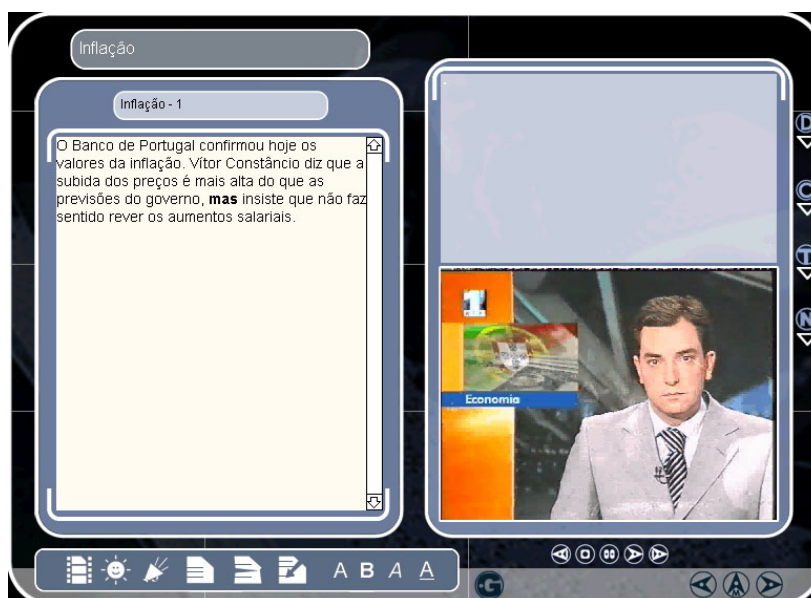 Inflação
Inflação - 1
O Banco de Portugal confirmou hoje os
valores da inflação. Vítor Constâncio diz que a
subida dos preços é mais alta do que as
previsões do governo, mas insiste que não faz
sentido rever os aumentos salariais.
D
C
T
N
1
Economia
A B A A
G